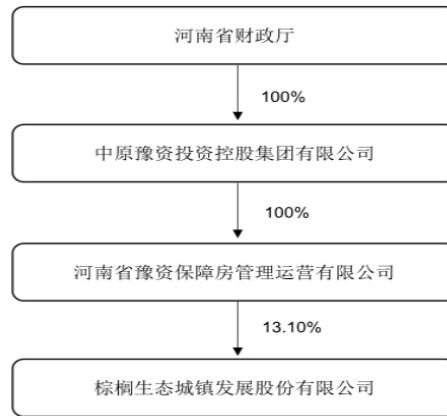 河南省财政厅
100%
中原豫资投资控股集团有限公司
100%
河南省豫资保障房管理运营有限公司
13.10%
棕榈生态城镇发展股份有限公司